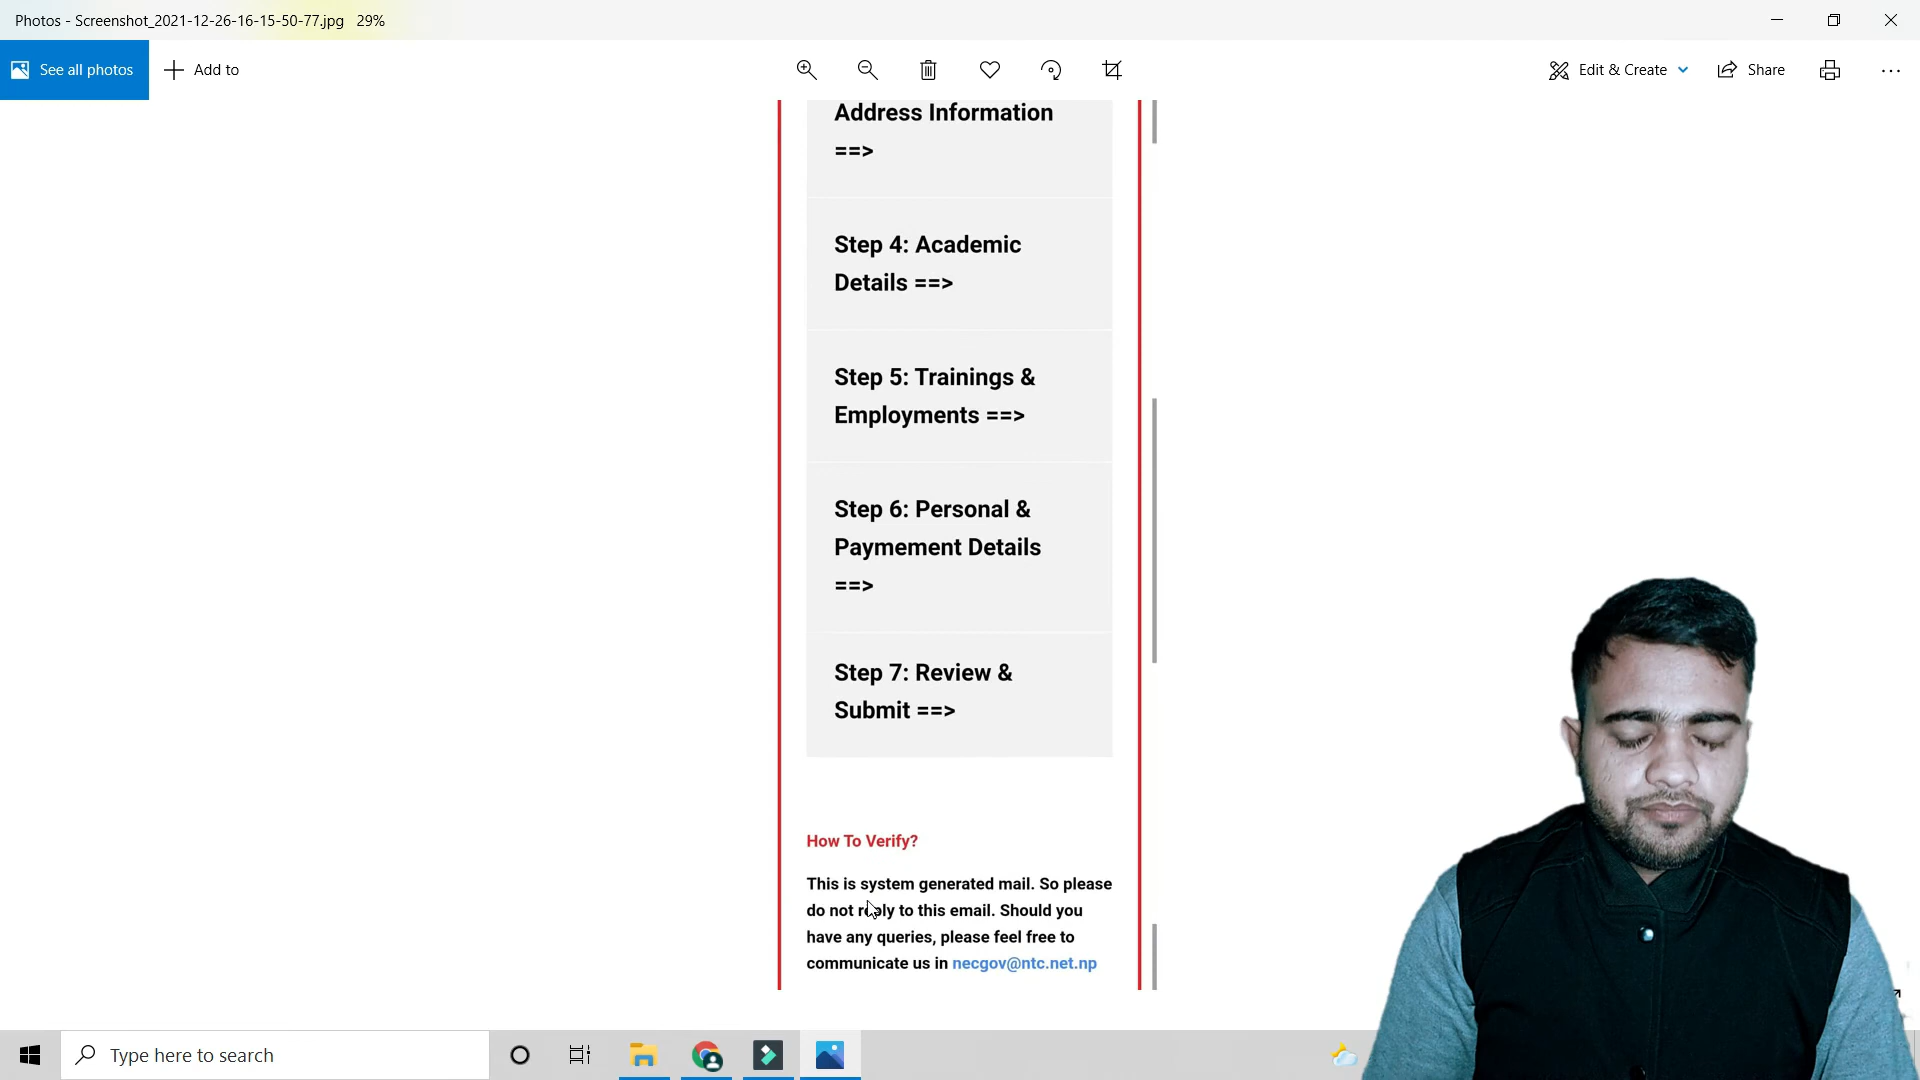 Photos - Screenshot_2021-12-26-16-15-50-77.jpg 29%
See all photos
Add to
Edit & Create
Share
Address Information
==>
Step 4: Academic
Details ==>
Step 5: Trainings &
Employments ==>
Step 6: Personal &
Paymement Details
==>
Step 7: Review &
Submit ==>
How To Verify?
This is system generated mail. So please
do not reply to this email. Should you
have any queries, please feel free to
communicate us in necgov@ntc.net.np
Type here to search